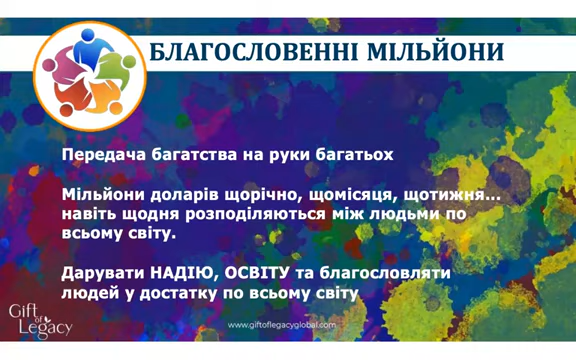 БЛАГОСЛОВЕННІ МІЛЬЙОНИ
Передача багатства на руки багатьох
Мільйони доларів щорічно, щомісяця, щотижня...
навіть щодня розподіляються між людьми по
всьому світу.
Дарувати НАДІЮ, ОСВІТУ та благословляти
людей у достатку по всьому світу
Gift
of
Legacy
www.giftoflegacyglobal.com